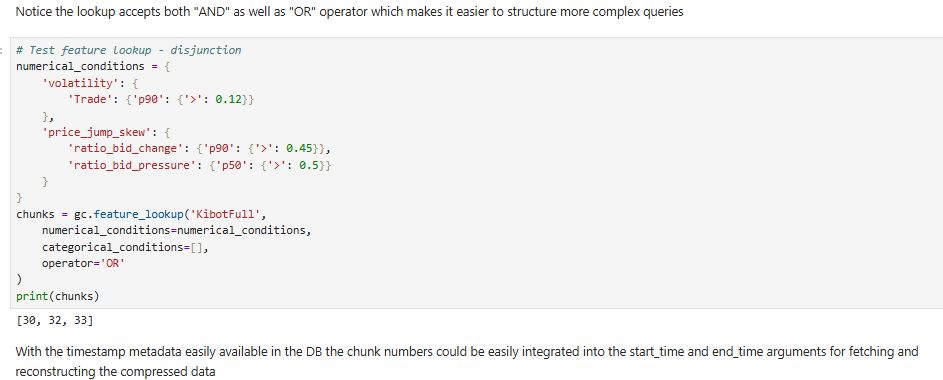 Notice the lookup accepts both "AND" as well as "OR" operator which makes it easier to structure more complex queries
:
# Test feature lookup - disjunction
numerical_conditions = {
    'volatility': {
        'Trade': {'p90': {'>': 0.12}}
    },
    'price_jump_skew': {
        'ratio_bid_change': {'p90': {'>': 0.45}},
        'ratio_bid_pressure': {'p50': {'>': 0.5}}
    }
}
chunks = gc.feature_lookup('KibotFull',
    numerical_conditions=numerical_conditions,
    categorical_conditions=[],
    operator='OR'
)
print(chunks)
[30, 32, 33]
With the timestamp metadata easily available in the DB the chunk numbers could be easily integrated into the start_time and end_time arguments for fetching and
reconstructing the compressed data